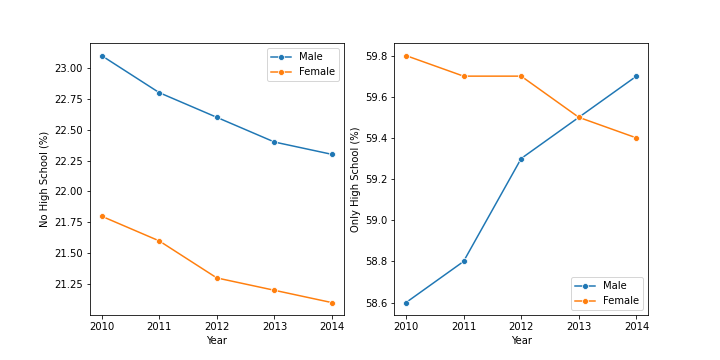 No High School (%)
23.00
22.75
22.50
22.25
22.00
21.75
21.50
21.25
2010 2011 2012 2013 2014
Year
Male
Female
Only High School (%)
59.8
59.6
59.4
59.2
59.0
58.8
58.6
2010 2011 2012 2013 2014
Year
Male
Female